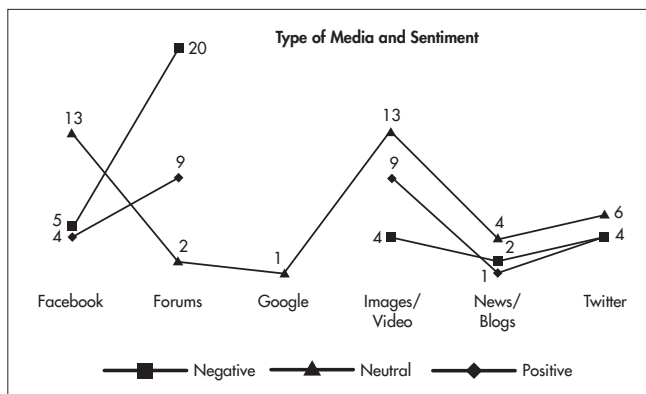 Type of Media and Sentiment
20
13
13
9
9
5
4
2
1
4
4
2
1
6
4
Facebook
Forums
Google
Images/
Video
News/
Blogs
Twitter
Negative
Neutral
Positive